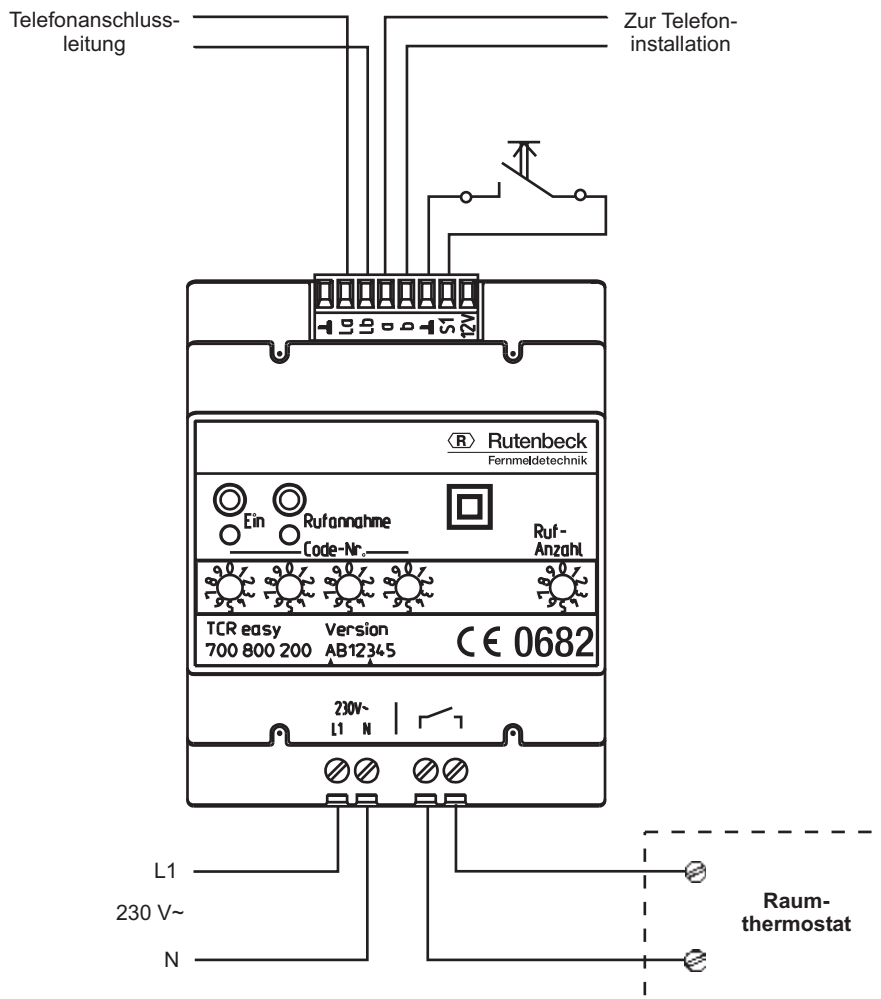 Telefonanschluss-
leitung
Zur Telefon-
installation
La Lb a b S1 12V
R Rutenbeck
Fernmeldetechnik
Ein Rufannahme
Code-Nr.
Ruf-
Anzahl
TCR easy Version
700 800 200 AB12345
CE 0682
230V~
L1 N
L1
230 V~
N
Raum-
thermostat